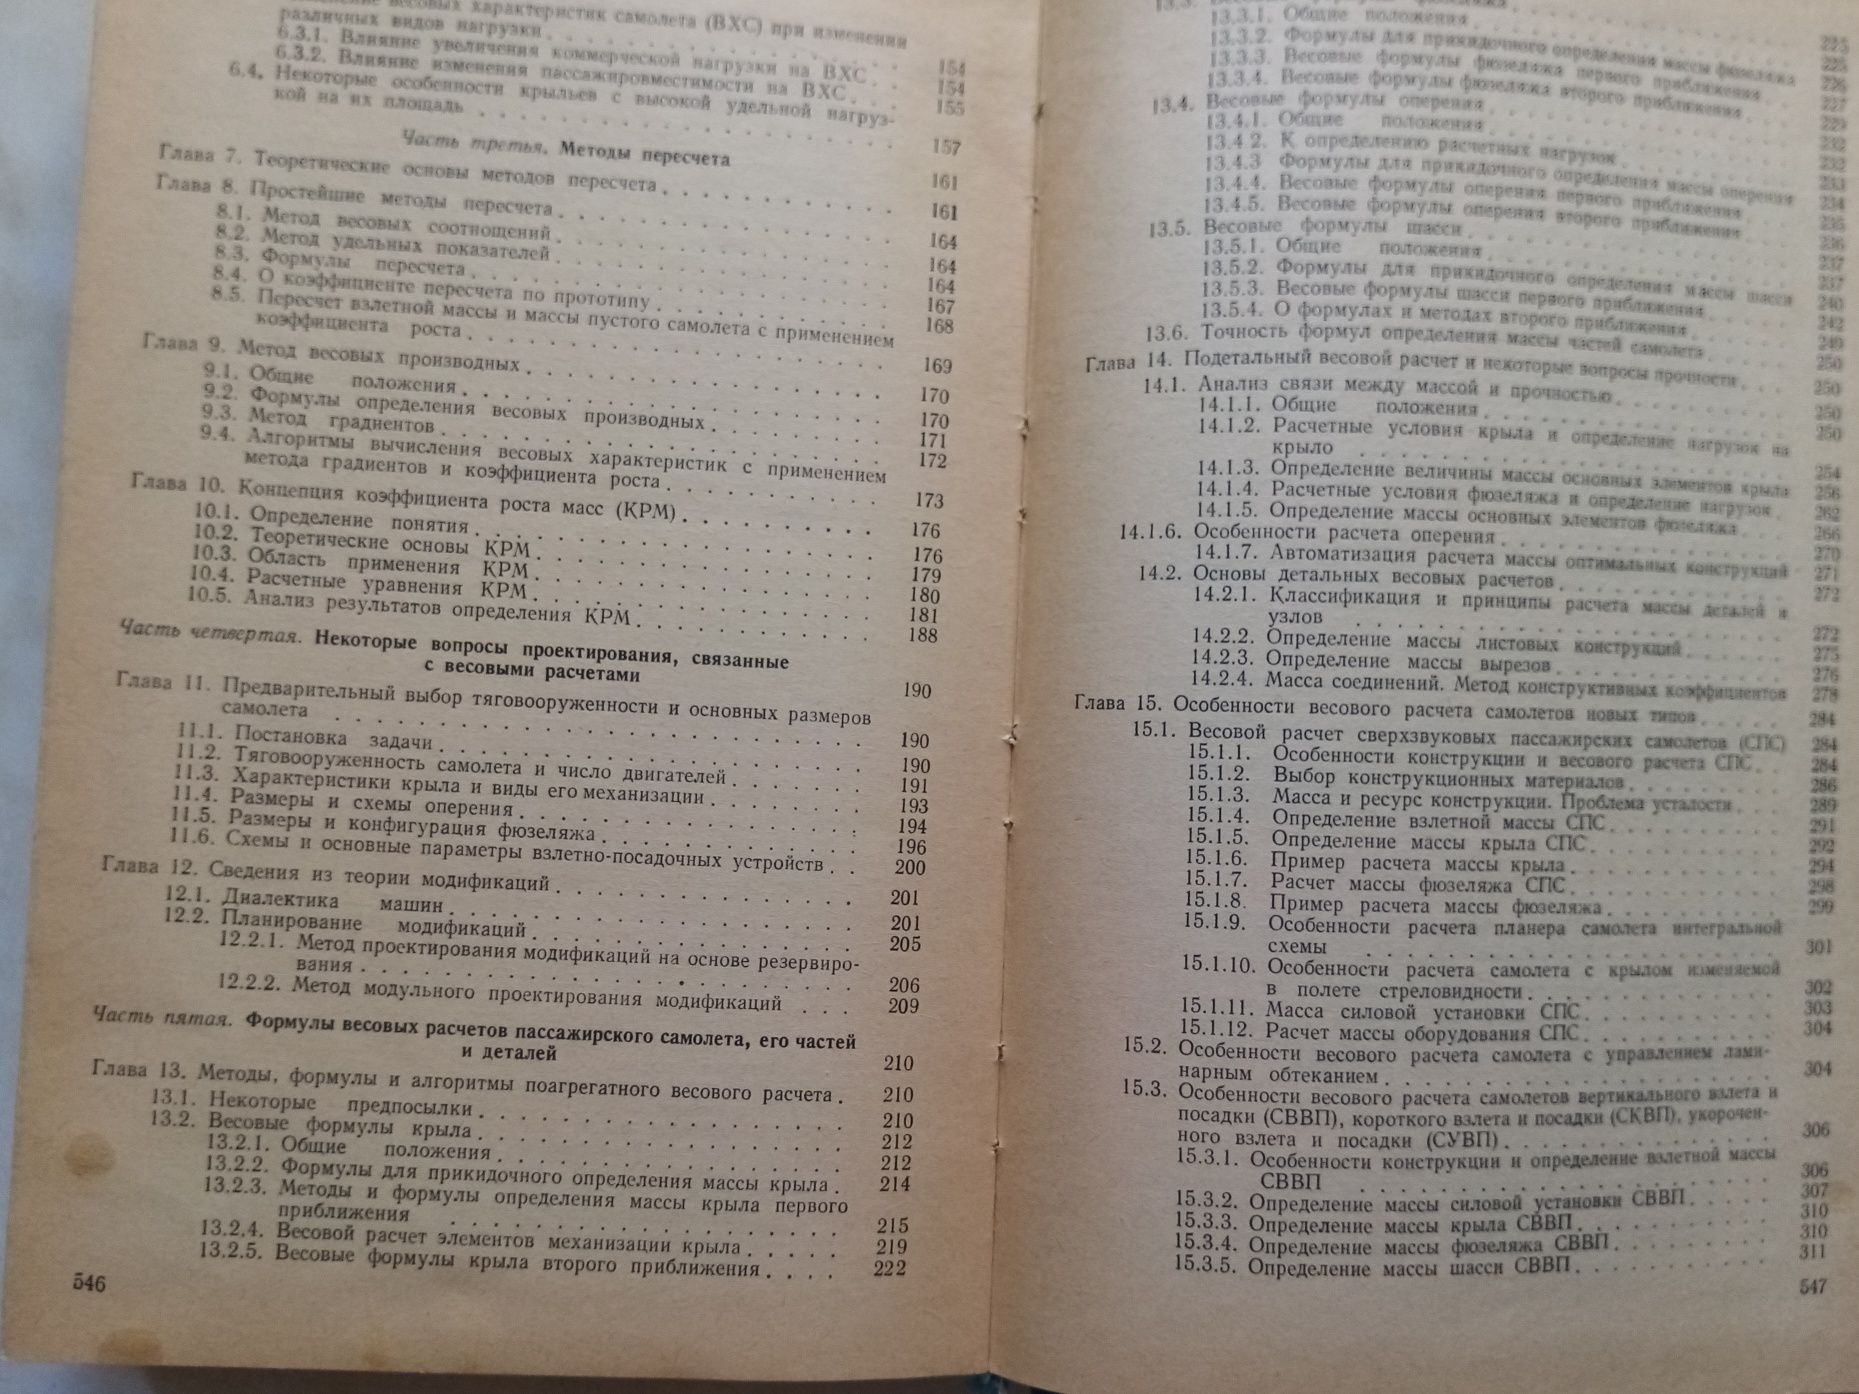 весовых характеристик самолета (ВХС) при изменении
различных видов нагрузки . . . 154
6.3.1. Влияние увеличения коммерческой нагрузки на ВХС . . 154
6.3.2. Влияние изменения пассажировместимости на ВХС . . . 155
6.4. Некоторые особенности крыльев с высокой удельной нагруз-
кой на их площадь . . . 157
Часть третья. Методы пересчета 161
Глава 7. Теоретические основы методов пересчета . . . 161
Глава 8. Простейшие методы пересчета . . . 164
8.1. Метод весовых соотнощений . . . 164
8.2. Метод удельных показателей . . . 164
8.3. Формулы пересчета . . . 167
8.4. О коэффициенте пересчета по прототипу . . . 168
8.5. Пересчет взлетной массы и массы пустого самолета с применением
коэффициента роста . . . 169
Глава 9. Метод весовых производных . . . 170
9.1. Общие положения . . . 170
9.2. Формулы определения весовых производных . . . 171
9.3. Метод градиентов . . . 172
9.4. Алгоритмы вычисления весовых характеристик с применением
метода градиентов и коэффициента роста . . . 173
Глава 10. Концепция коэффициента роста масс (КРМ) . . . 176
10.1. Определение понятия . . . 176
10.2. Теоретические основы КРМ . . . 179
10.3. Область применения КРМ . . . 180
10.4. Расчетные уравнения КРМ . . . 181
10.5. Анализ результатов определения КРМ . . . 188
Часть четвертая. Некоторые вопросы проектирования, связанные
с весовыми расчетами 190
Глава 11. Предварительный выбор тяговооруженности и основных размеров
самолета . . . 190
11.1. Постановка задачи . . . 190
11.2. Тяговооруженность самолета и число двигателей . . . 191
11.3. Характеристики крыла и виды его механизации . . . 193
11.4. Размеры и схемы оперения . . . 194
11.5. Размеры и конфигурация фюзеляжа . . . 196
11.6. Схемы и основные параметры взлетно-посадочных устройств . . 200
Глава 12. Сведения из теории модификаций . . . 201
12.1. Диалектика машин . . . 201
12.2. Планирование модификаций . . . 205
12.2.1. Метод проектирования модификаций на основе резервиро-
вания . . . 206
12.2.2. Метод модульного проектирования модификаций . . . 209
Часть пятая. Формулы весовых расчетов пассажирского самолета, его частей
и деталей 210
Глава 13. Методы, формулы и алгоритмы поагрегатного весового расчета . 210
13.1. Некоторые предпосылки . . . 210
13.2. Весовые формулы крыла . . . 212
13.2.1. Общие положения . . . 212
13.2.2. Формулы для прикидочного определения массы крыла . 214
13.2.3. Методы и формулы определения массы крыла первого
приближения . . . 215
13.2.4. Весовой расчет элементов механизации крыла . . . 219
13.2.5. Весовые формулы крыла второго приближения . . . . 222
546
13.3. Весовые формулы фюзеляжа
13.3.1. Общие положения . . . 225
13.3.2. Формулы для прикидочного определения массы фюзеляжа 225
13.3.3. Весовые формулы фюзеляжа первого приближения . . 226
13.3.4. Весовые формулы фюзеляжа второго приближения . . 227
13.4. Весовые формулы оперения . . . 229
13.4.1. Общие положения . . . 232
13.4 2. К определению расчетных нагрузок . . . 232
13.4.3 Формулы для прикидочного определения массы оперения 233
13.4.4. Весовые формулы оперения первого приближения . . 234
13.4.5. Весовые формулы оперения второго приближения . . 235
13.5. Весовые формулы шасси . . . 236
13.5.1. Общие положения . . . 237
13.5.2. Формулы для прикидочного определения массы шасси 237
13.5.3. Весовые формулы шасси первого приближения . . . 240
13.5.4. О формулах и методах второго приближения . . . 242
13.6. Точность формул определения массы частей самолета . . 249
Глава 14. Подетальный весовой расчет и некоторые вопросы прочности . . . 250
14.1. Анализ связи между массой и прочностью . . . 250
14.1.1. Общие положения . . . 250
14.1.2. Расчетные условия крыла и определение нагрузок на 250
крыло . . .
14.1.3. Определение величины массы основных элементов крыла 254
14.1.4. Расчетные условия фюзеляжа и определение нагрузок . 256
14.1.5. Определение массы основных элементов фюзеляжа . . 262
14.1.6. Особенности расчета оперения . . . 266
14.1.7. Автоматизация расчета массы оптимальных конструкций 270
14.2. Основы детальных весовых расчетов . . . 271
14.2.1. Классификация и принципы расчета массы деталей и 272
узлов . . .
14.2.2. Определение массы листовых конструкций . . . 272
14.2.3. Определение массы вырезов . . . 275
14.2.4. Масса соединений. Метод конструктивных коэффициентов 276
278
Глава 15. Особенности весового расчета самолетов новых типов . . . 284
15.1. Весовой расчет сверхзвуковых пассажирских самолетов (СПС) 284
15.1.1. Особенности конструкции и весового расчета СПС . . 284
15.1.2. Выбор конструкционных материалов . . . 286
15.1.3. Масса и ресурс конструкции. Проблема усталости . 289
15.1.4. Определение взлетной массы СПС . . . 291
15.1.5. Определение массы крыла СПС . . . 292
15.1.6. Пример расчета массы крыла . . . 294
15.1.7. Расчет массы фюзеляжа СПС . . . 298
15.1.8. Пример расчета массы фюзеляжа . . . 299
15.1.9. Особенности расчета планера самолета интегральной
схемы . . . 301
15.1.10. Особенности расчета самолета с крылом изменяемой
в полете стреловидности . . . 302
15.1.11. Масса силовой установки СПС . . . 303
15.1.12. Расчет массы оборудования СПС . . . 304
15.2. Особенности весового расчета самолета с управлением лами-
нарным обтеканием . . . 304
15.3. Особенности весового расчета самолетов вертикального взлета и
посадки (СВВП), короткого взлета и посадки (СКВП), укорочен-
ного взлета и посадки (СУВП) . . . 306
15.3.1. Особенности конструкции и определение взлетной массы
СВВП . . . 306
15.3.2. Определение массы силовой установки СВВП . . . 307
15.3.3. Определение массы крыла СВВП . . . 310
15.3.4. Определение массы фюзеляжа СВВП . . . 310
15.3.5. Определение массы шасси СВВП . . . 311
547